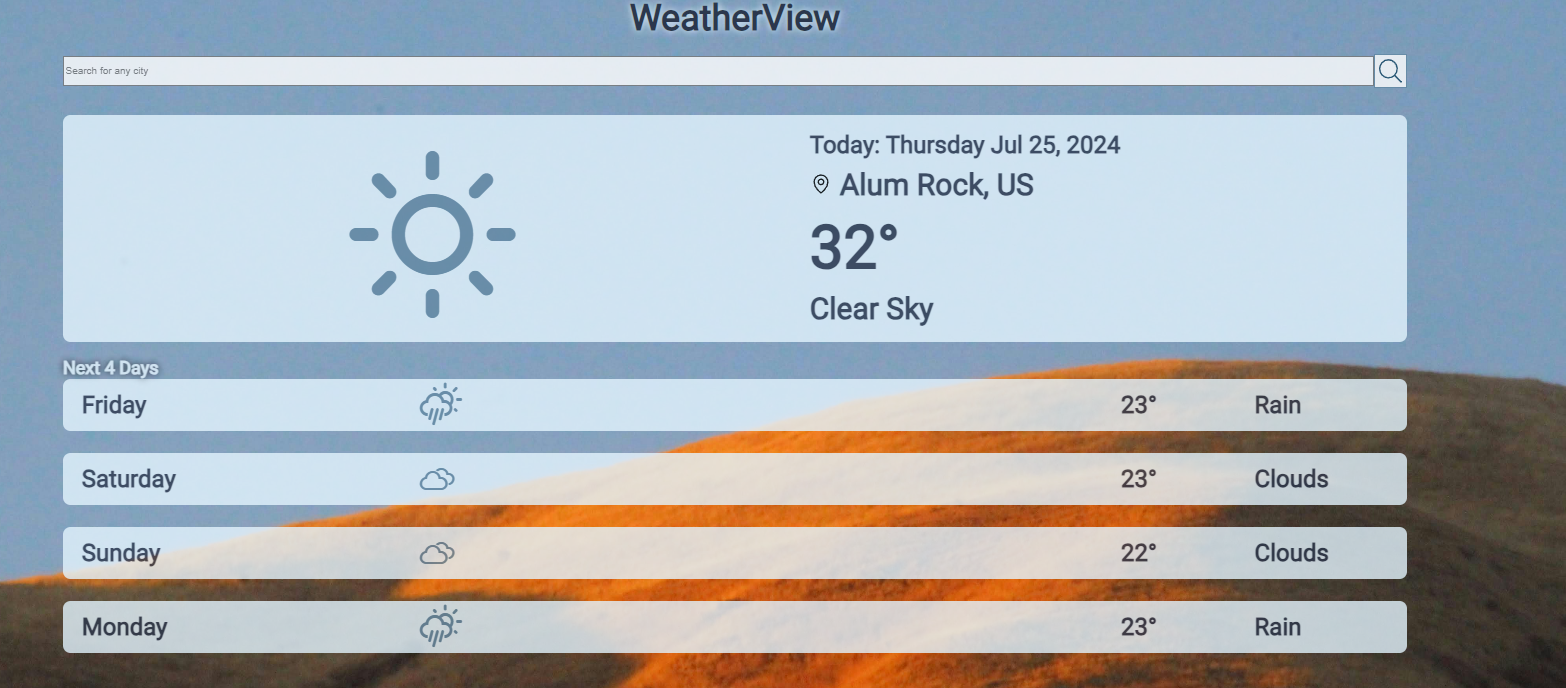 WeatherView
Search for any city
Today: Thursday Jul 25, 2024
Alum Rock, US
32°
Clear Sky
Next 4 Days
Friday 23° Rain
Saturday 23° Clouds
Sunday 22° Clouds
Monday 23° Rain